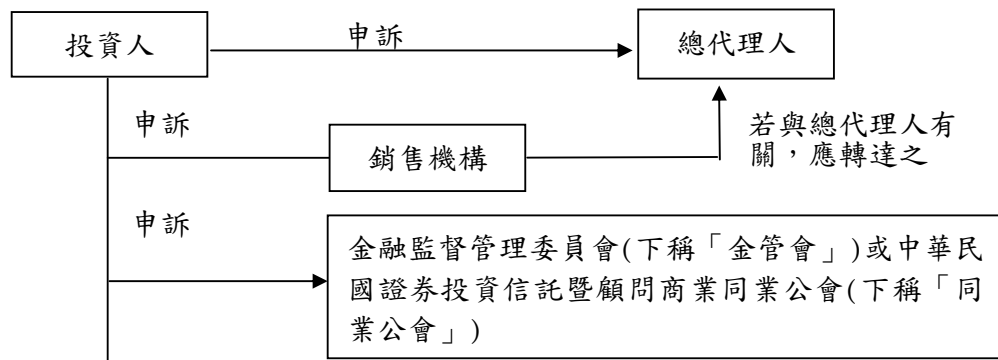 投資人
申訴
總代理人
申訴
銷售機構
若與總代理人有
關，應轉達之
申訴
金融監督管理委員會(下稱「金管會」)或中華民
國證券投資信託暨顧問商業同業公會(下稱「同
業公會」)